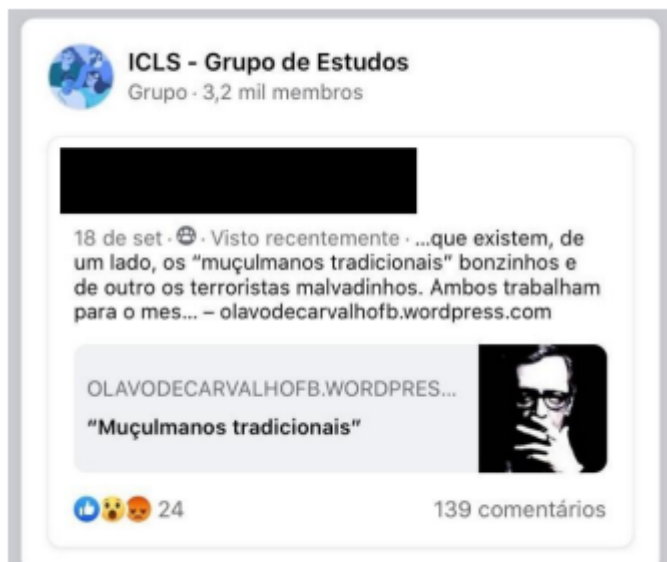 ICLS - Grupo de Estudos
Grupo · 3,2 mil membros
18 de set · Visto recentemente · ...que existem, de
um lado, os “muçulmanos tradicionais” bonzinhos e
de outro os terroristas malvadinhos. Ambos trabalham
para o mes... – olavodecarvalhofb.wordpress.com
OLAVODECARVALHOFB.WORDPRES...
“Muçulmanos tradicionais”
24
139 comentários